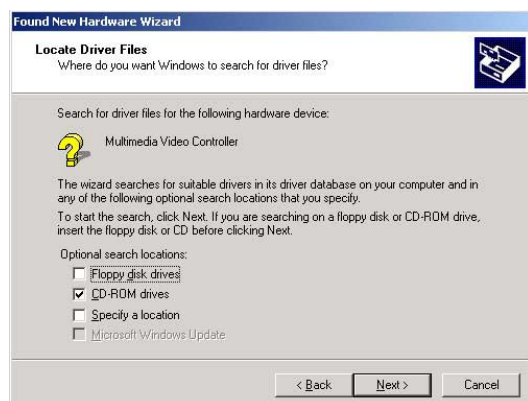 Found New Hardware Wizard
Locate Driver Files
Where do you want Windows to search for driver files?
Search for driver files for the following hardware device:
Multimedia Video Controller
The wizard searches for suitable drivers in its driver database on your computer and in
any of the following optional search locations that you specify.
To start the search, click Next. If you are searching on a floppy disk or CD-ROM drive,
insert the floppy disk or CD before clicking Next.
Optional search locations:
Floppy disk drives
CD-ROM drives
Specify a location
Microsoft Windows Update
< Back Next > Cancel